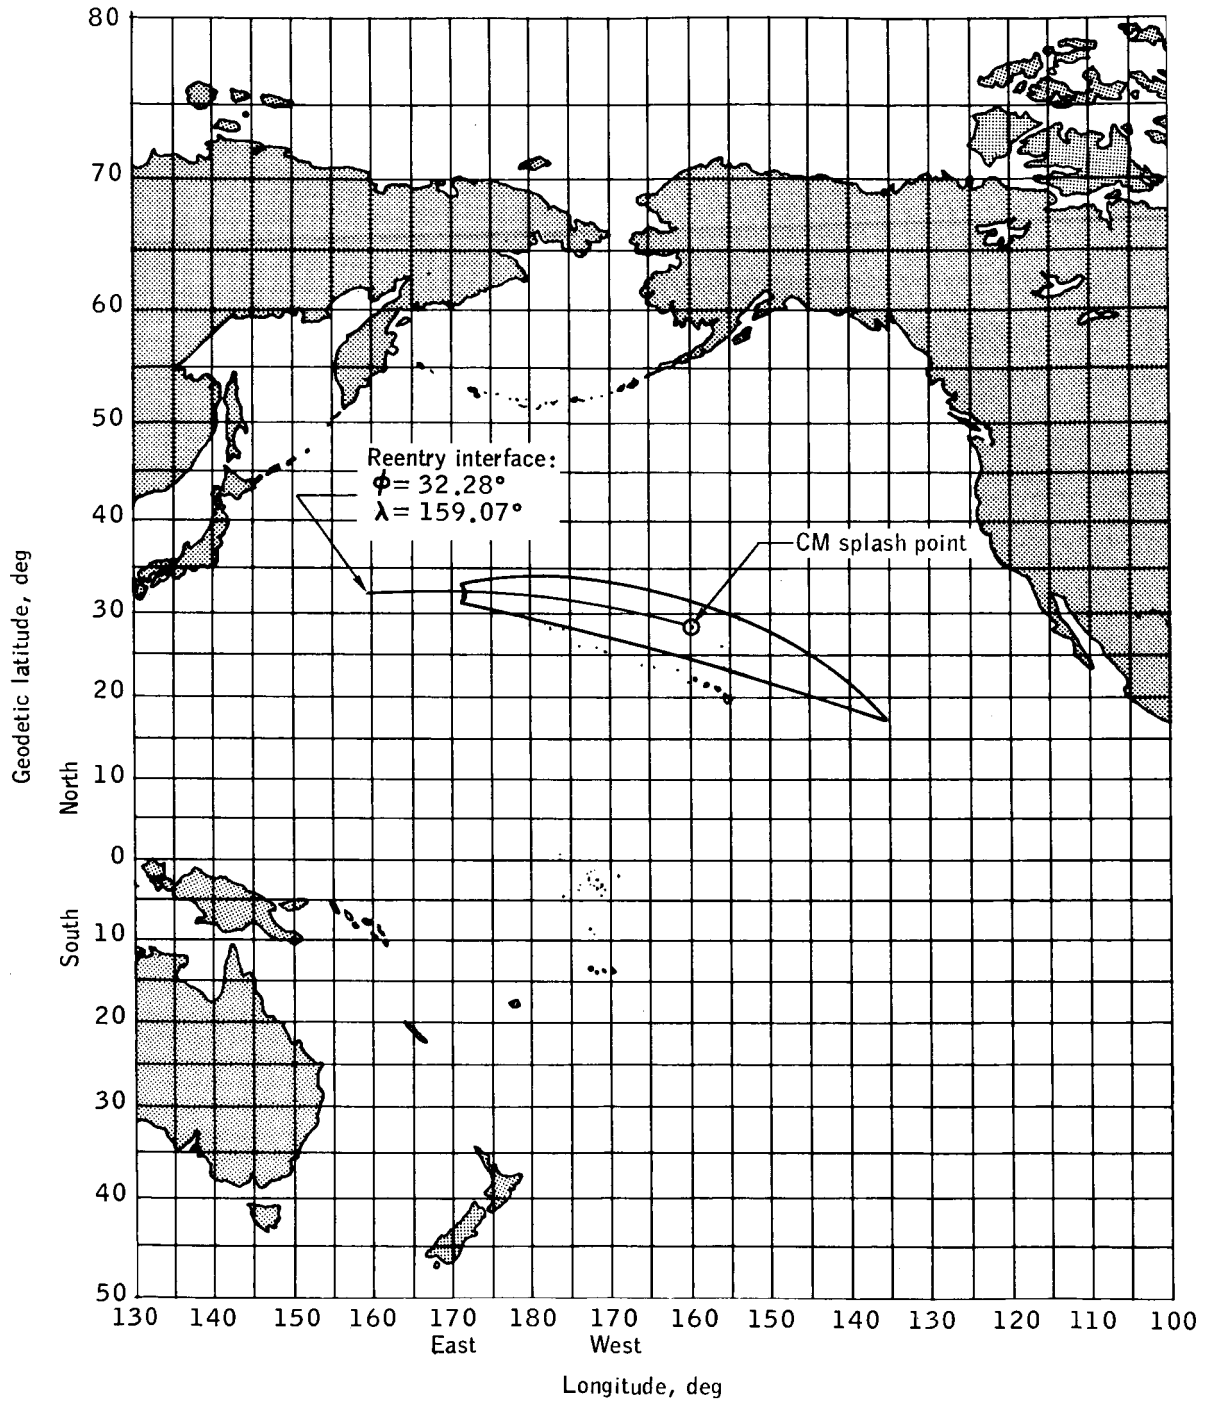 80
70
60
50
40
30
20
10
0
10
20
30
40
50
Geodetic latitude, deg
North
South
Reentry interface:
ϕ= 32.28°
λ= 159.07°
CM splash point
130 140 150 160 170 180 170 160 150 140 130 120 110 100
East West
Longitude, deg